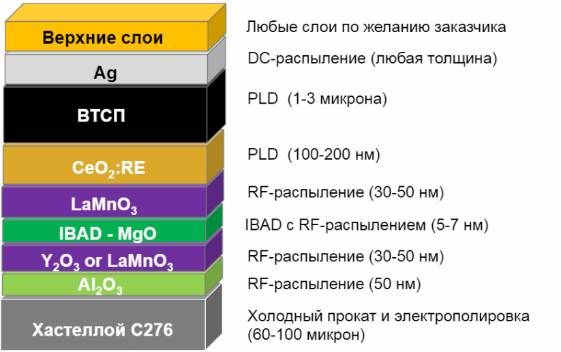 Верхние слои
Любые слои по желанию заказчика
Ag
DC-распыление (любая толщина)
ВТСП
PLD (1-3 микрона)
CeO₂:RE
PLD (100-200 нм)
LaMnO₃
RF-распыление (30-50 нм)
IBAD - MgO
IBAD с RF-распылением (5-7 нм)
Y₂O₃ or LaMnO₃
RF-распыление (30-50 нм)
Al₂O₃
RF-распыление (50 нм)
Хастеллой С276
Холодный прокат и электрополировка
(60-100 микрон)